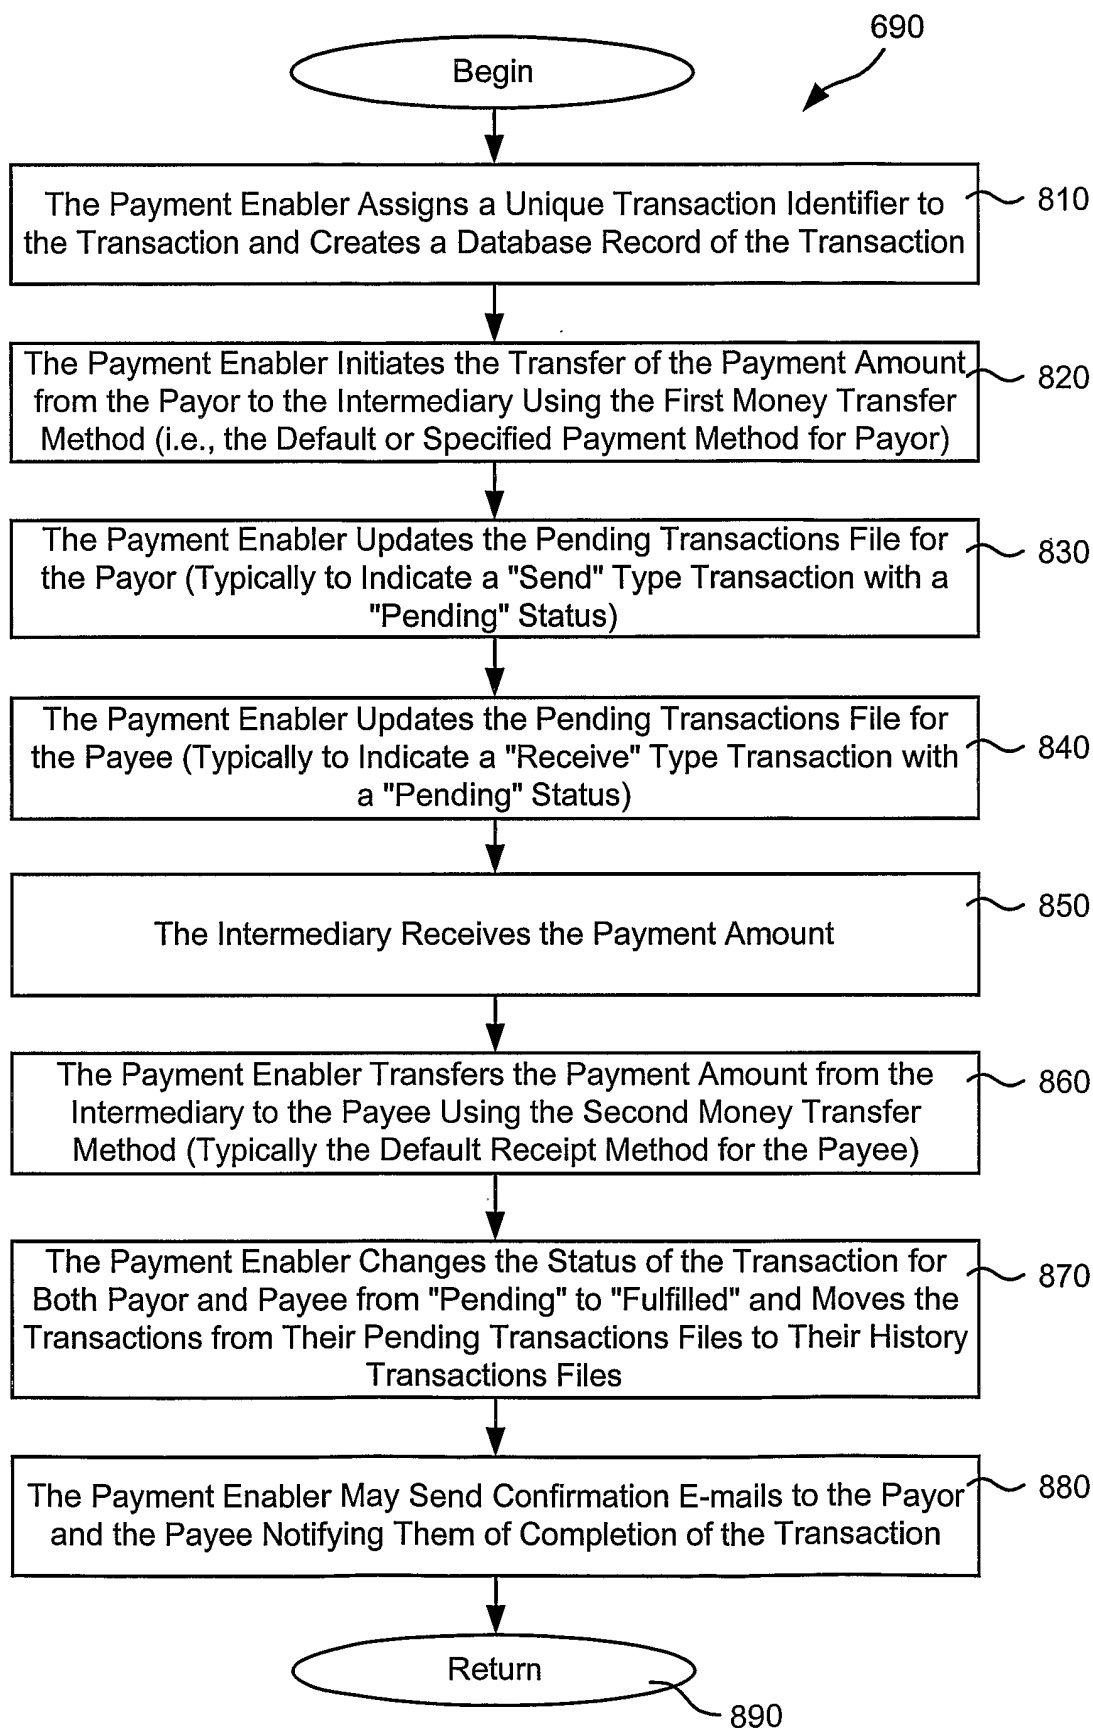 690
Begin
The Payment Enabler Assigns a Unique Transaction Identifier to
the Transaction and Creates a Database Record of the Transaction
810
The Payment Enabler Initiates the Transfer of the Payment Amount
from the Payor to the Intermediary Using the First Money Transfer
Method (i.e., the Default or Specified Payment Method for Payor)
820
The Payment Enabler Updates the Pending Transactions File for
the Payor (Typically to Indicate a "Send" Type Transaction with a
"Pending" Status)
830
The Payment Enabler Updates the Pending Transactions File for
the Payee (Typically to Indicate a "Receive" Type Transaction with
a "Pending" Status)
840
The Intermediary Receives the Payment Amount
850
The Payment Enabler Transfers the Payment Amount from the
Intermediary to the Payee Using the Second Money Transfer
Method (Typically the Default Receipt Method for the Payee)
860
The Payment Enabler Changes the Status of the Transaction for
Both Payor and Payee from "Pending" to "Fulfilled" and Moves the
Transactions from Their Pending Transactions Files to Their History
Transactions Files
870
The Payment Enabler May Send Confirmation E-mails to the Payor
and the Payee Notifying Them of Completion of the Transaction
880
Return
890